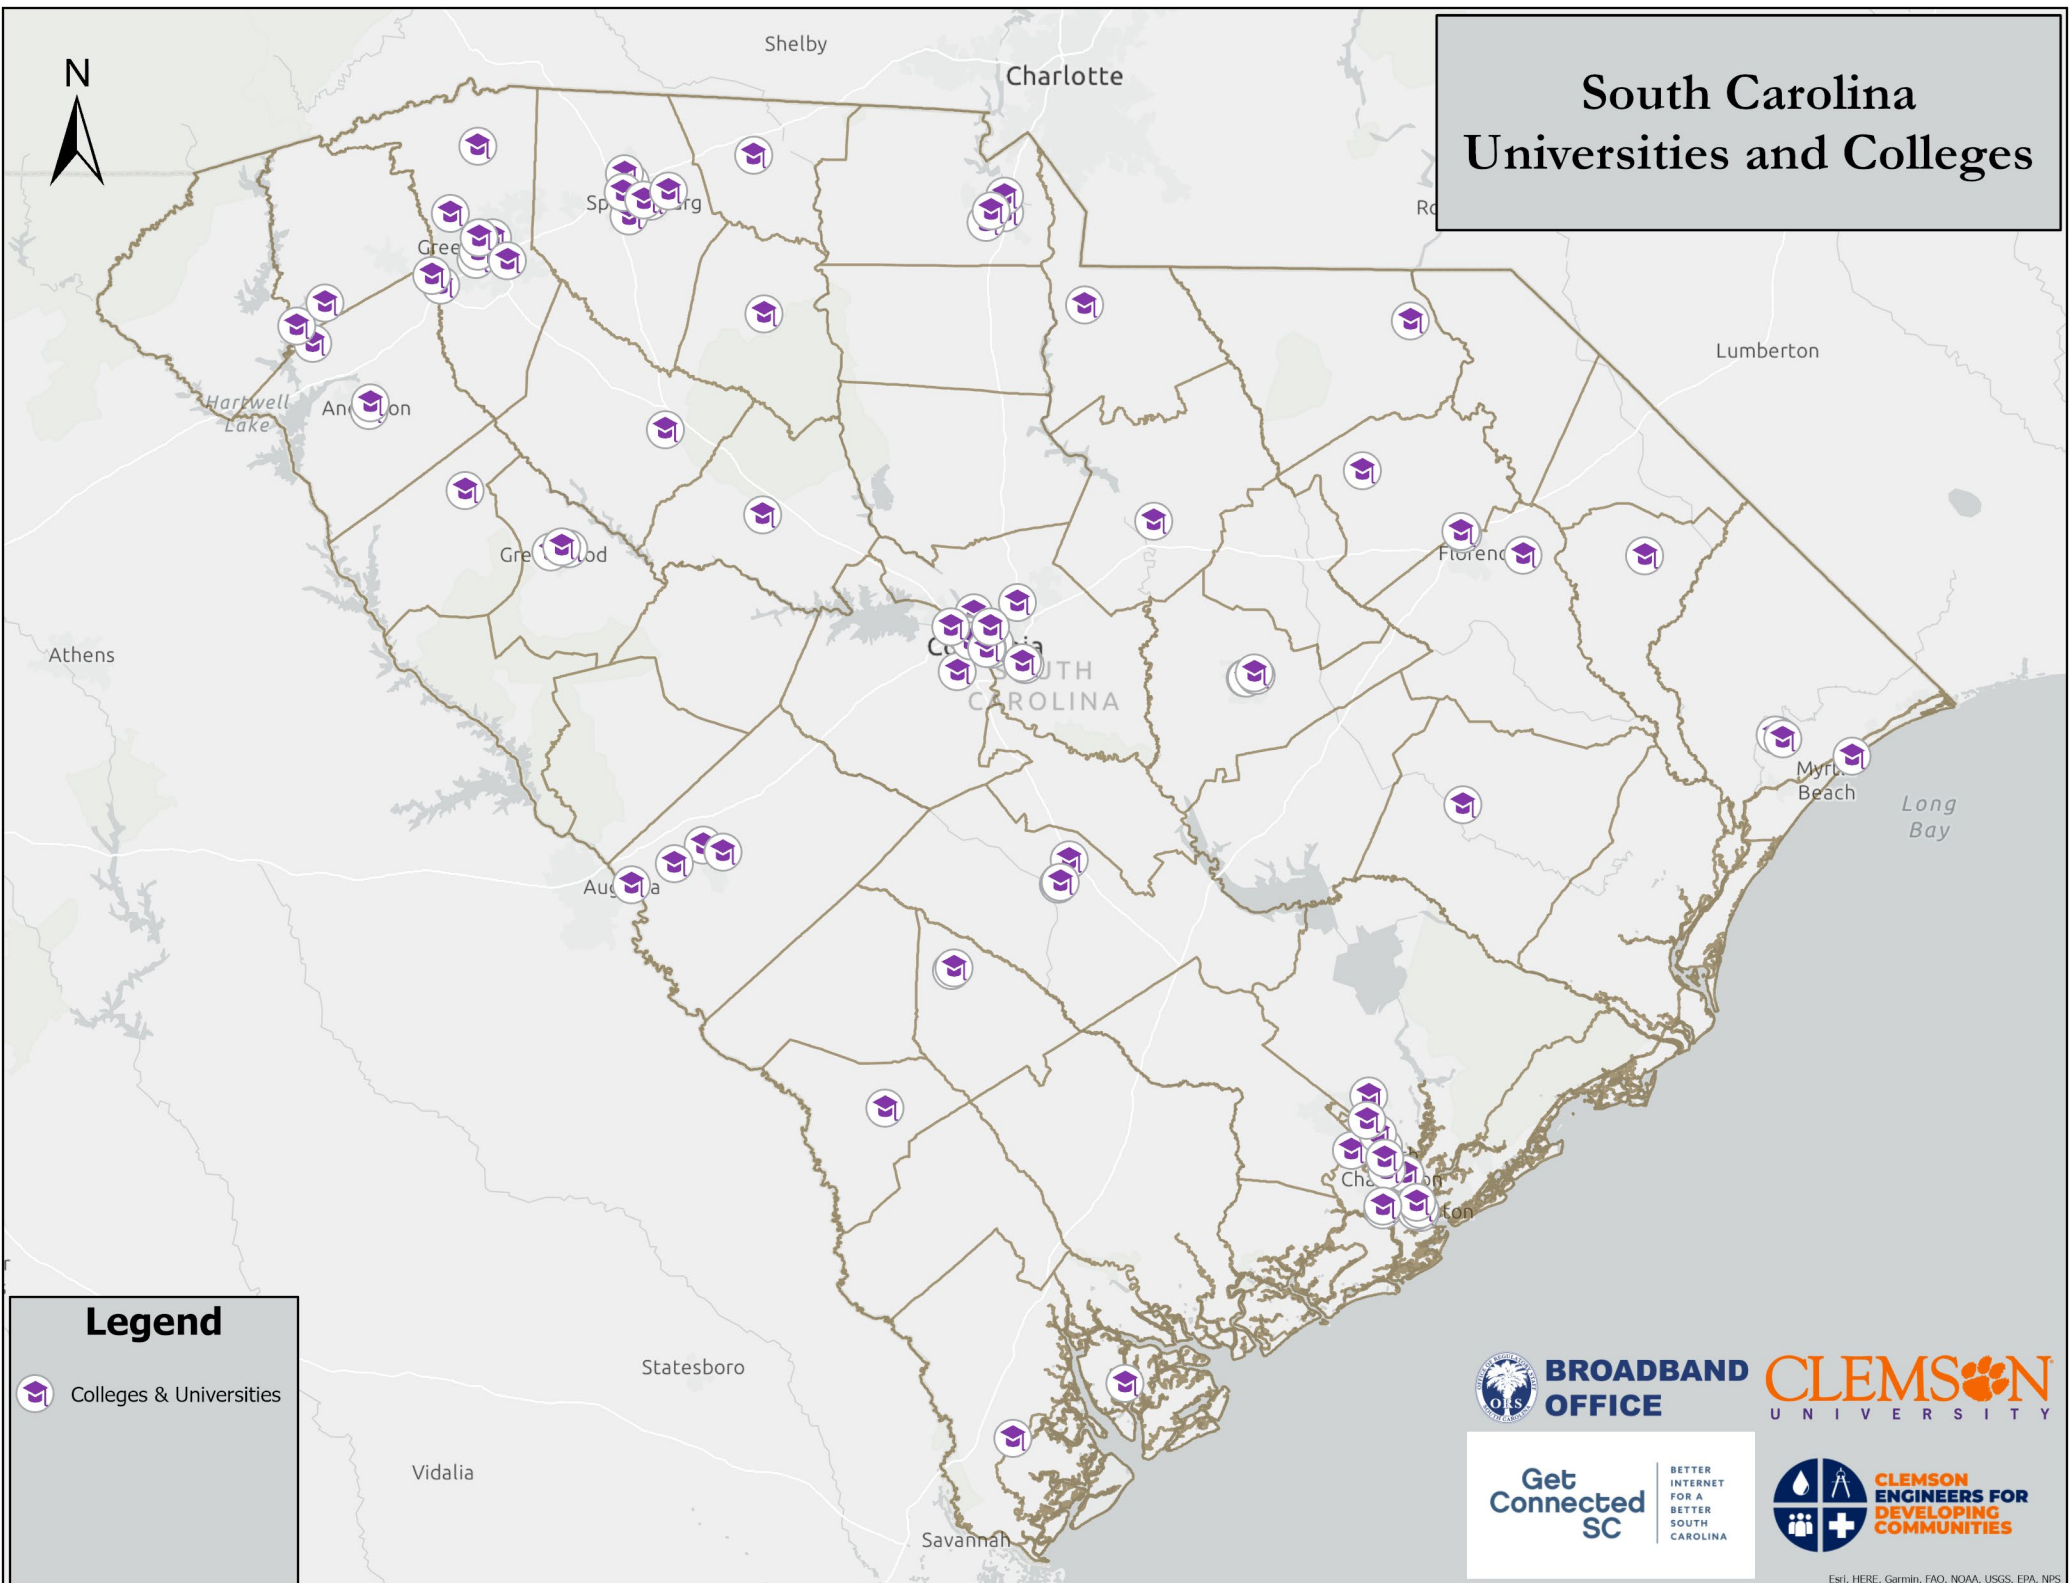 Shelby
Charlotte
N
South Carolina
Universities and Colleges
Lumberton
Hartwell
Lake
Athens
SOUTH
CAROLINA
Beach
Long
Bay
Legend
Colleges & Universities
Statesboro
Vidalia
Savannah
ORS
BROADBAND
OFFICE
CLEMSON
UNIVERSITY
Get
Connected
SC
BETTER
INTERNET
FOR A
BETTER
SOUTH
CAROLINA
CLEMSON
ENGINEERS FOR
DEVELOPING
COMMUNITIES
Esri, HERE, Garmin, FAO, NOAA, USGS, EPA, NPS